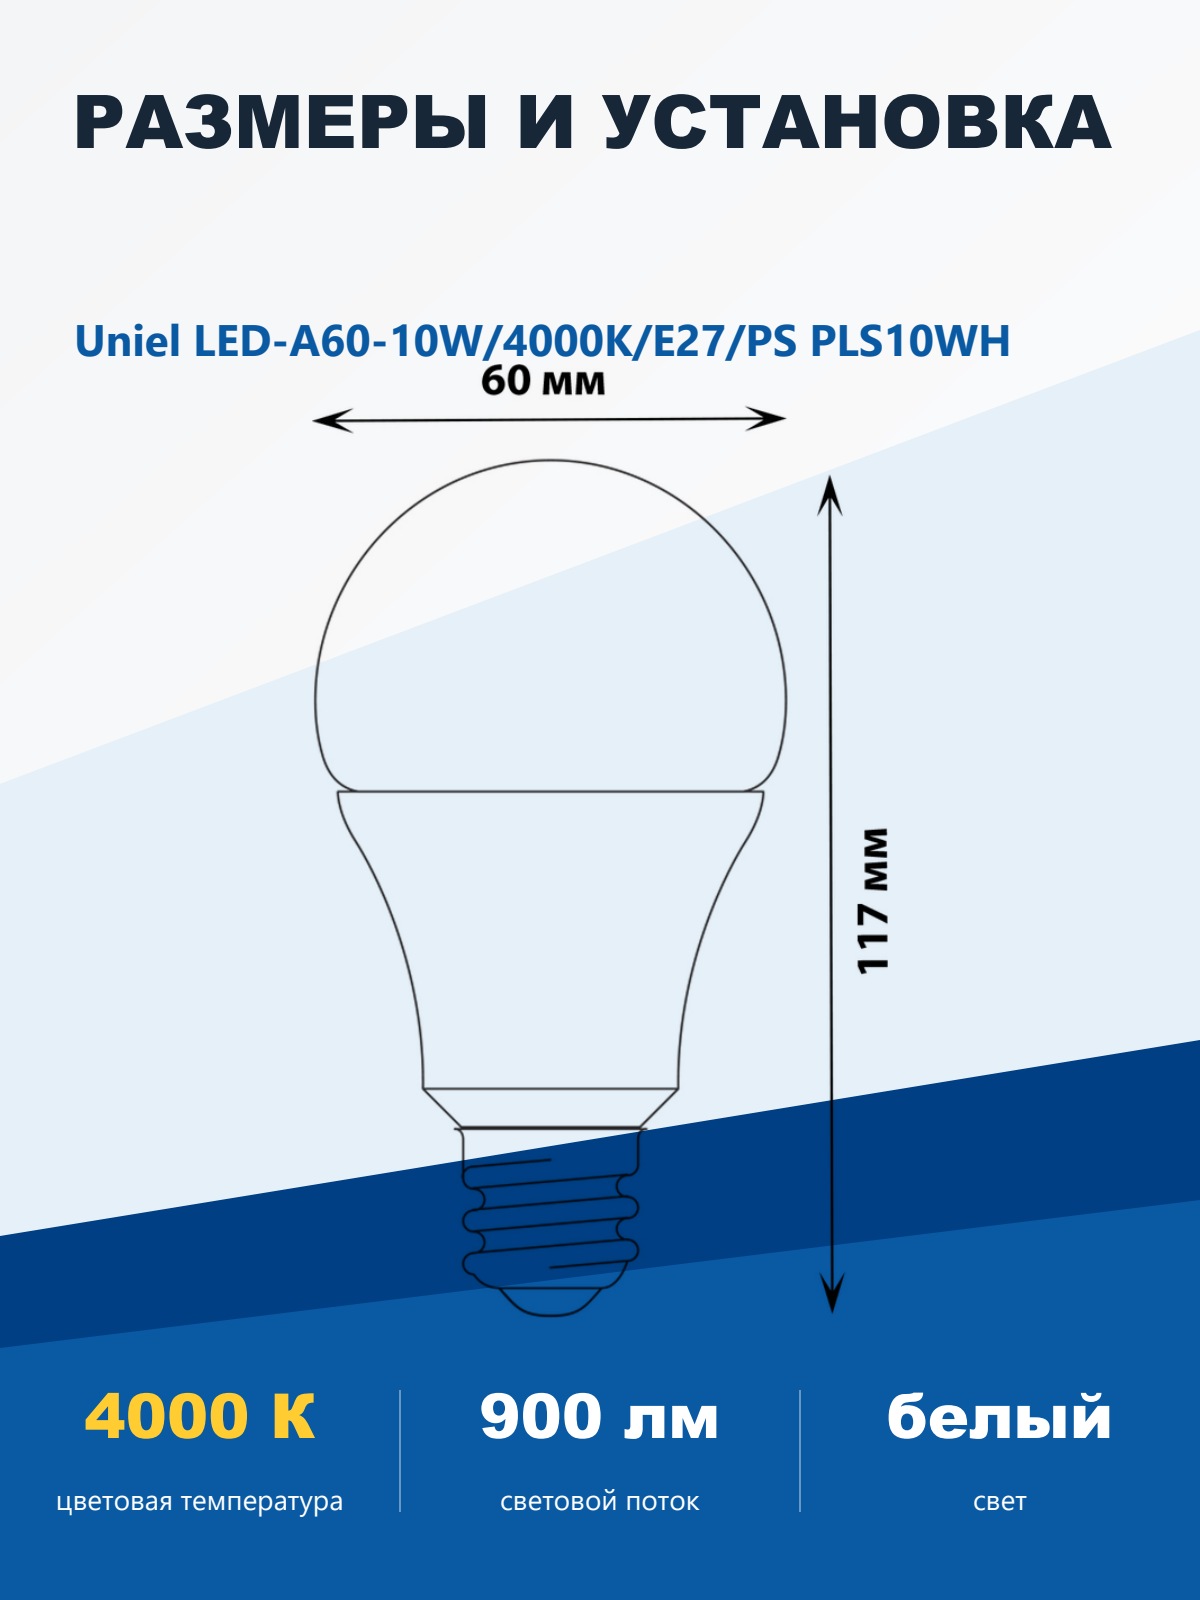 РАЗМЕРЫ И УСТАНОВКА
Uniel LED-A60-10W/4000K/E27/PS PLS10WH
60 мм
117 мм
4000 К
цветовая температура
900 лм
световой поток
белый
свет